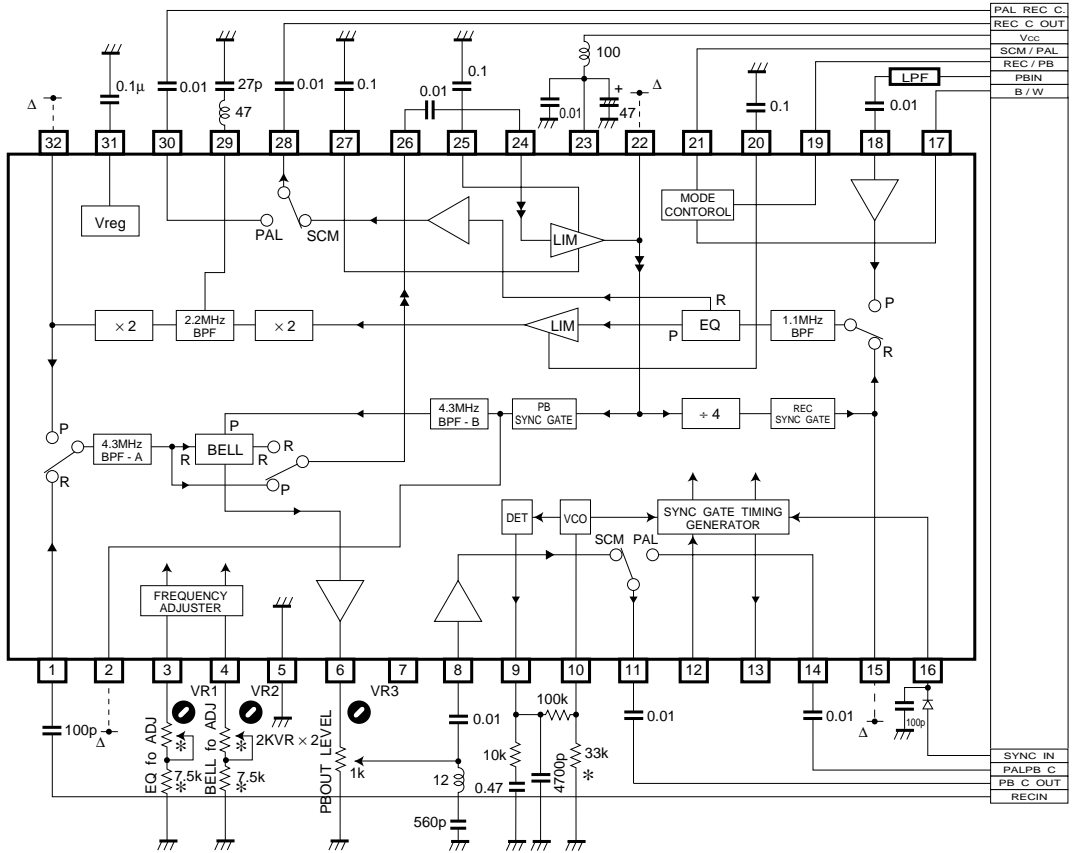 PAL REC C.
REC C OUT
Vcc
SCM / PAL
REC / PB
PBIN
B / W
100
LPF
Δ
0.1µ
0.01
27p
47
0.01
0.1
0.1
0.01
0.01
+
47
Δ
0.1
0.01
32 31 30 29 28 27 26 25 24 23 22 21 20 19 18 17
Vreg
PAL
SCM
LIM
MODE
CONTOROL
P
R
× 2
2.2MHz
BPF
× 2
LIM
P
EQ
R
1.1MHz
BPF
P
R
4.3MHz
BPF - A
P
R
BELL
R
R
P
4.3MHz
BPF - B
PB
SYNC GATE
÷ 4
REC
SYNC GATE
DET
VCO
SYNC GATE TIMING
GENERATOR
SCM
PAL
FREQUENCY
ADJUSTER
1 2 3 4 5 6 7 8 9 10 11 12 13 14 15 16
VR1
VR2
VR3
100p
Δ
EQ fo ADJ
*
7.5k
*
BELL fo ADJ
*
2KVR × 2
7.5k
*
PBOUT LEVEL
1k
0.01
12
560p
10k
0.47
100k
4700p
33k
*
0.01
0.01
Δ
100p
SYNC IN
PALPB C
PB C OUT
RECIN